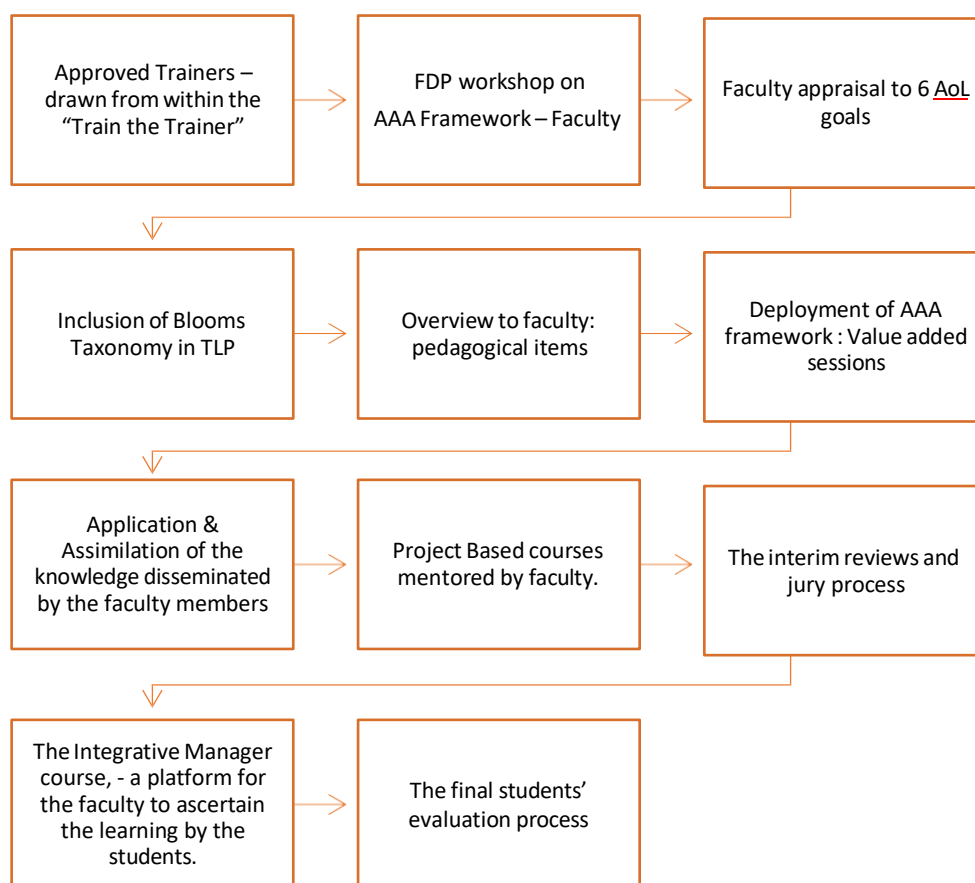 Approved Trainers –
drawn from within the
“Train the Trainer”
FDP workshop on
AAA Framework – Faculty
Faculty appraisal to 6 AoL
goals
Inclusion of Blooms
Taxonomy in TLP
Overview to faculty:
pedagogical items
Deployment of AAA
framework : Value added
sessions
Application &
Assimilation of the
knowledge disseminated
by the faculty members
Project Based courses
mentored by faculty.
The interim reviews and
jury process
The Integrative Manager
course, - a platform for
the faculty to ascertain
the learning by the
students.
The final students’
evaluation process